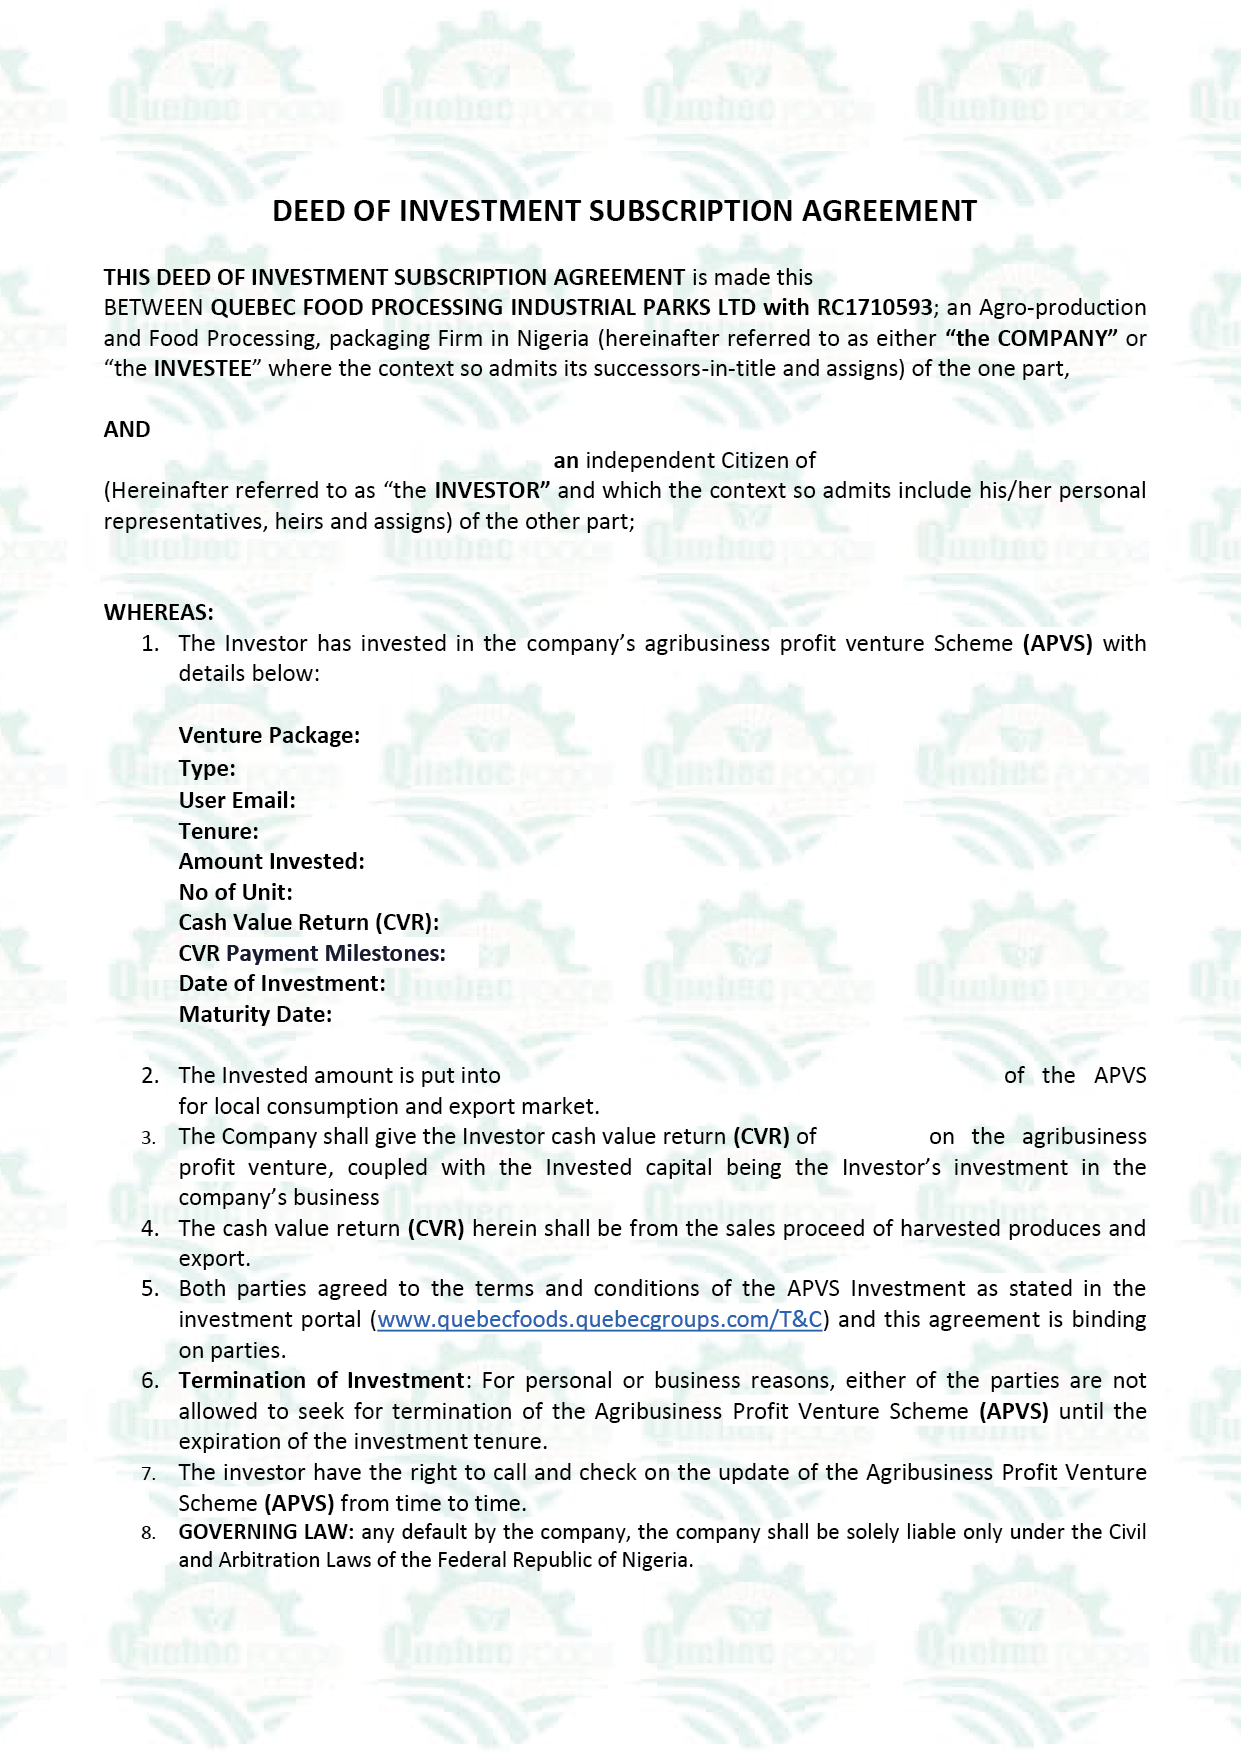 DEED OF INVESTMENT SUBSCRIPTION AGREEMENT
THIS DEED OF INVESTMENT SUBSCRIPTION AGREEMENT is made this
BETWEEN QUEBEC FOOD PROCESSING INDUSTRIAL PARKS LTD with RC1710593; an Agro-production
and Food Processing, packaging Firm in Nigeria (hereinafter referred to as either “the COMPANY” or
“the INVESTEE” where the context so admits its successors-in-title and assigns) of the one part,
AND
an independent Citizen of
(Hereinafter referred to as “the INVESTOR” and which the context so admits include his/her personal
representatives, heirs and assigns) of the other part;
WHEREAS:
1. The Investor has invested in the company’s agribusiness profit venture Scheme (APVS) with
details below:
Venture Package:
Type:
User Email:
Tenure:
Amount Invested:
No of Unit:
Cash Value Return (CVR):
CVR Payment Milestones:
Date of Investment:
Maturity Date:
2. The Invested amount is put into of the APVS
for local consumption and export market.
3. The Company shall give the Investor cash value return (CVR) of on the agribusiness
profit venture, coupled with the Invested capital being the Investor’s investment in the
company’s business
4. The cash value return (CVR) herein shall be from the sales proceed of harvested produces and
export.
5. Both parties agreed to the terms and conditions of the APVS Investment as stated in the
investment portal (www.quebecfoods.quebecgroups.com/T&C) and this agreement is binding
on parties.
6. Termination of Investment: For personal or business reasons, either of the parties are not
allowed to seek for termination of the Agribusiness Profit Venture Scheme (APVS) until the
expiration of the investment tenure.
7. The investor have the right to call and check on the update of the Agribusiness Profit Venture
Scheme (APVS) from time to time.
8. GOVERNING LAW: any default by the company, the company shall be solely liable only under the Civil
and Arbitration Laws of the Federal Republic of Nigeria.